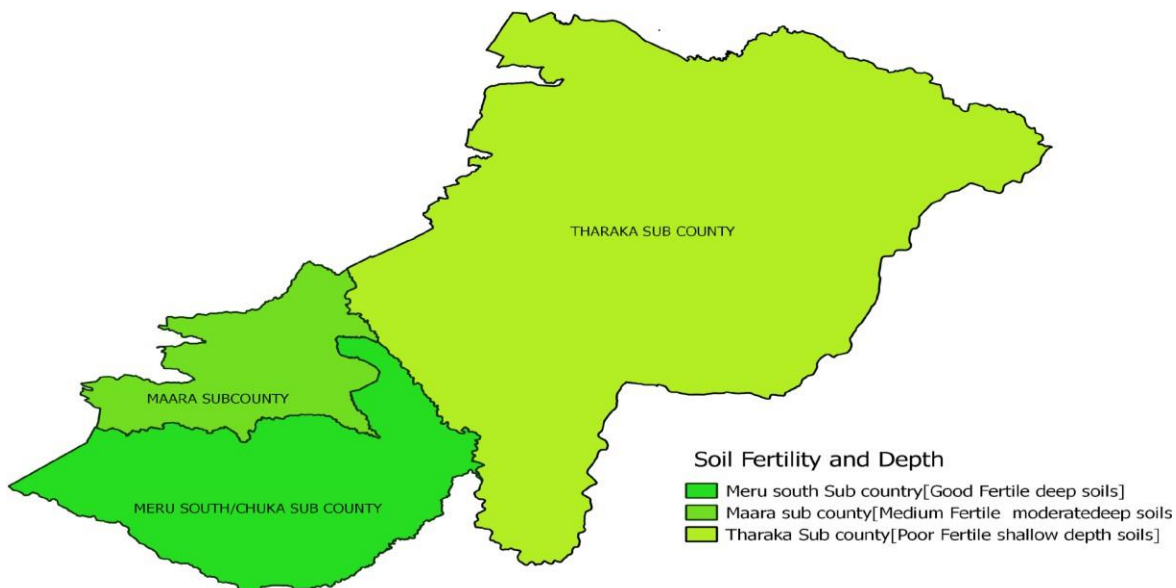 THARAKA SUB COUNTY
MAARA SUBCOUNTY
MERU SOUTH/CHUKA SUB COUNTY
Soil Fertility and Depth
Meru south Sub country[Good Fertile deep soils]
Maara sub county[Medium Fertile moderatedeep soils
Tharaka Sub county[Poor Fertile shallow depth soils]